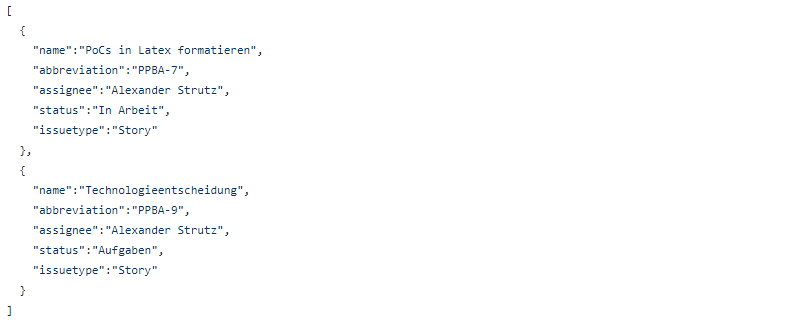 [
  {
    "name":"PoCs in Latex formatieren",
    "abbreviation":"PPBA-7",
    "assignee":"Alexander Strutz",
    "status":"In Arbeit",
    "issuetype":"Story"
  },
  {
    "name":"Technologieentscheidung",
    "abbreviation":"PPBA-9",
    "assignee":"Alexander Strutz",
    "status":"Aufgaben",
    "issuetype":"Story"
  }
]